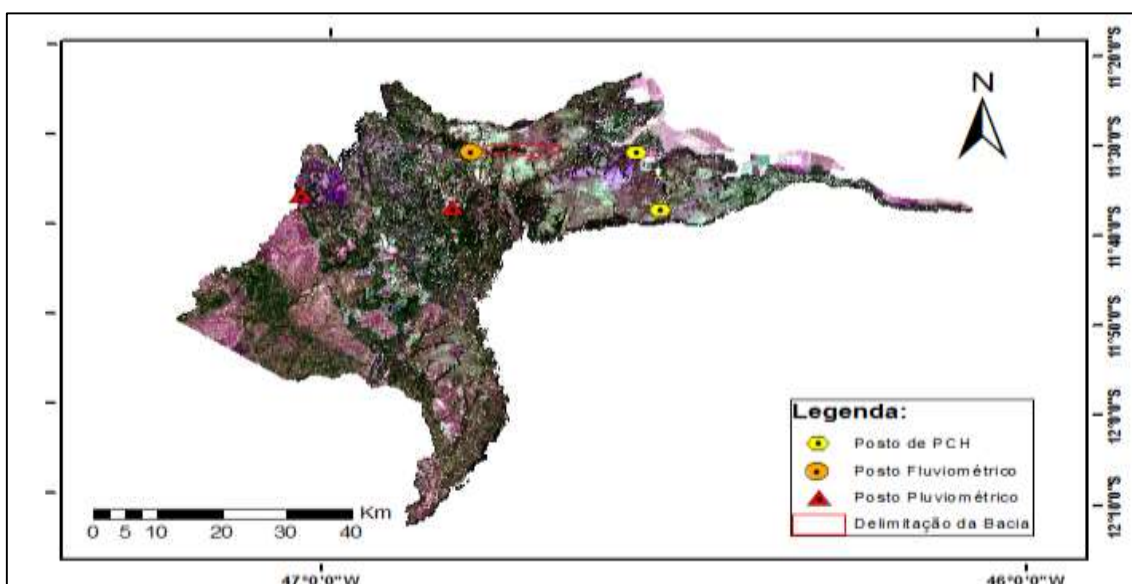 11°20'0"S
N
11°30'0"S
11°40'0"S
11°50'0"S
Legenda:
12°0'0"S
Posto de PCH
Posto Fluviométrico
Posto Pluviométrico
12°10'0"S
Km
0 5 10 20 30 40
Delimitação da Bacia
47°0'0"W
46°0'0"W